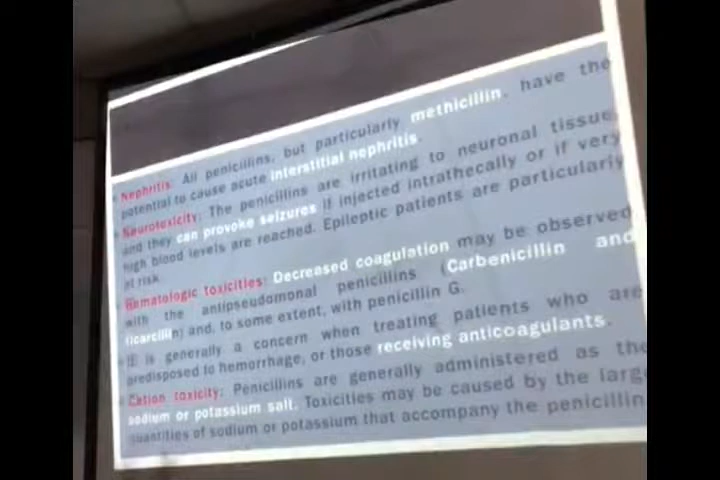 • Nephritis: All penicillins, but particularly methicillin, have the
potential to cause acute interstitial nephritis.
• Neurotoxicity: The penicillins are irritating to neuronal tissue,
and they can provoke seizures if injected intrathecally or if very
high blood levels are reached. Epileptic patients are particularly
at risk.
• Hematologic toxicities: Decreased coagulation may be observed
with the antipseudomonal penicillins (Carbenicillin and
ticarcillin) and, to some extent, with penicillin G.
• It is generally a concern when treating patients who are
predisposed to hemorrhage, or those receiving anticoagulants.
• Cation toxicity: Penicillins are generally administered as the
sodium or potassium salt. Toxicities may be caused by the large
quantities of sodium or potassium that accompany the penicillin